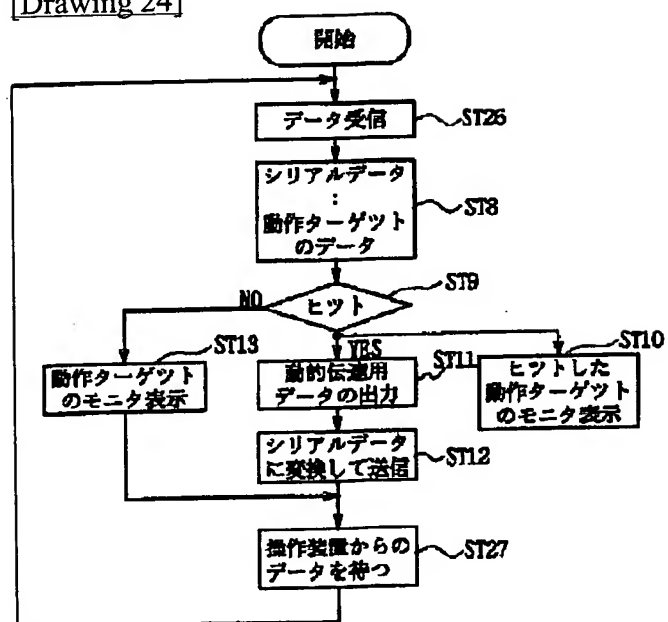 [Drawing 24]
開始
データ受信
ST26
シリアルデータ
:
動作ターゲット
のデータ
ST8
ST9
ヒット
NO
YES
ST13
動作ターゲット
のモニタ表示
ST11
動的伝達用
データの出力
ST10
ヒットした
動作ターゲット
のモニタ表示
シリアルデータ
に変換して送信
ST12
操作装置からの
データを待つ
ST27